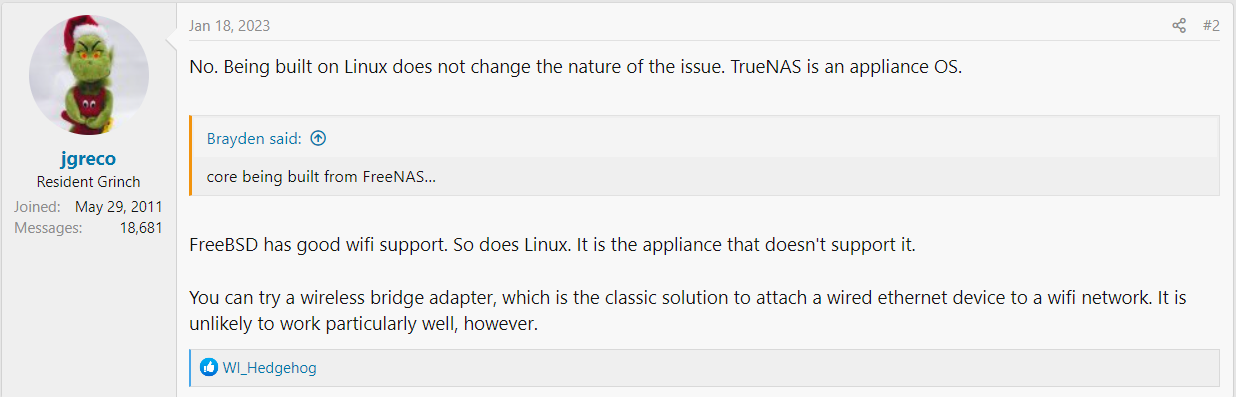 Jan 18, 2023
#2
No. Being built on Linux does not change the nature of the issue. TrueNAS is an appliance OS.
Brayden said:
core being built from FreeNAS...
jgreco
Resident Grinch
Joined: May 29, 2011
Messages: 18,681
FreeBSD has good wifi support. So does Linux. It is the appliance that doesn't support it.
You can try a wireless bridge adapter, which is the classic solution to attach a wired ethernet device to a wifi network. It is
unlikely to work particularly well, however.
WI_Hedgehog